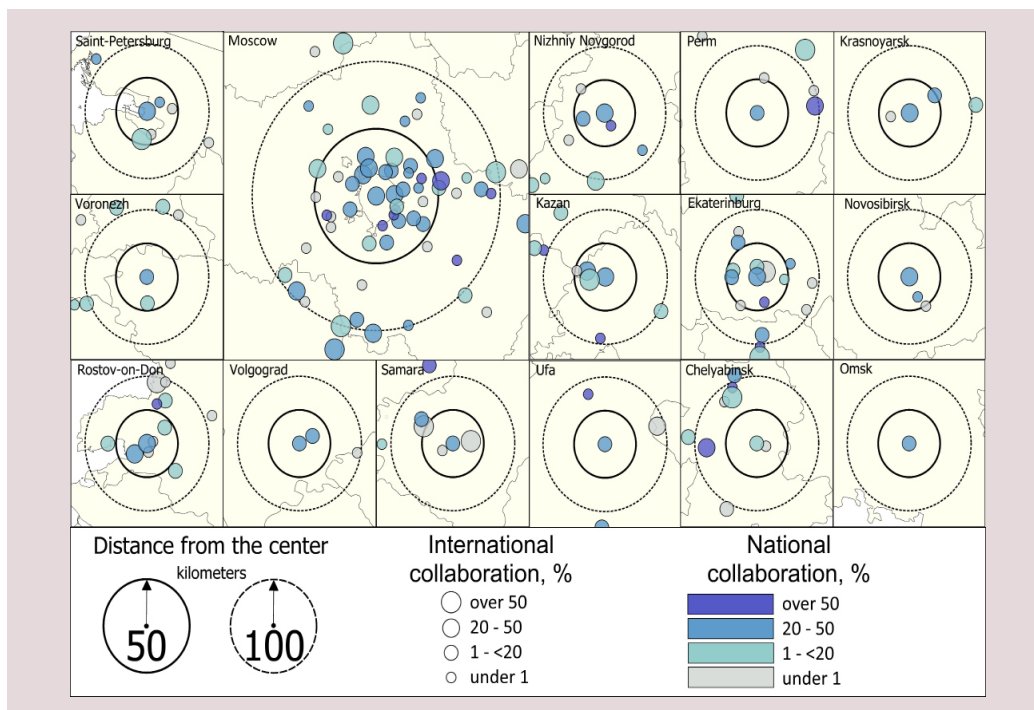 Saint-Petersburg
Moscow
Nizhniy Novgorod
Perm
Krasnoyarsk
Voronezh
Kazan
Ekaterinburg
Novosibirsk
Rostov-on-Don
Volgograd
Samara
Ufa
Chelyabinsk
Omsk
Distance from the center
kilometers
50
100
International
collaboration, %
over 50
20 - 50
1 - <20
under 1
National
collaboration, %
over 50
20 - 50
1 - <20
under 1